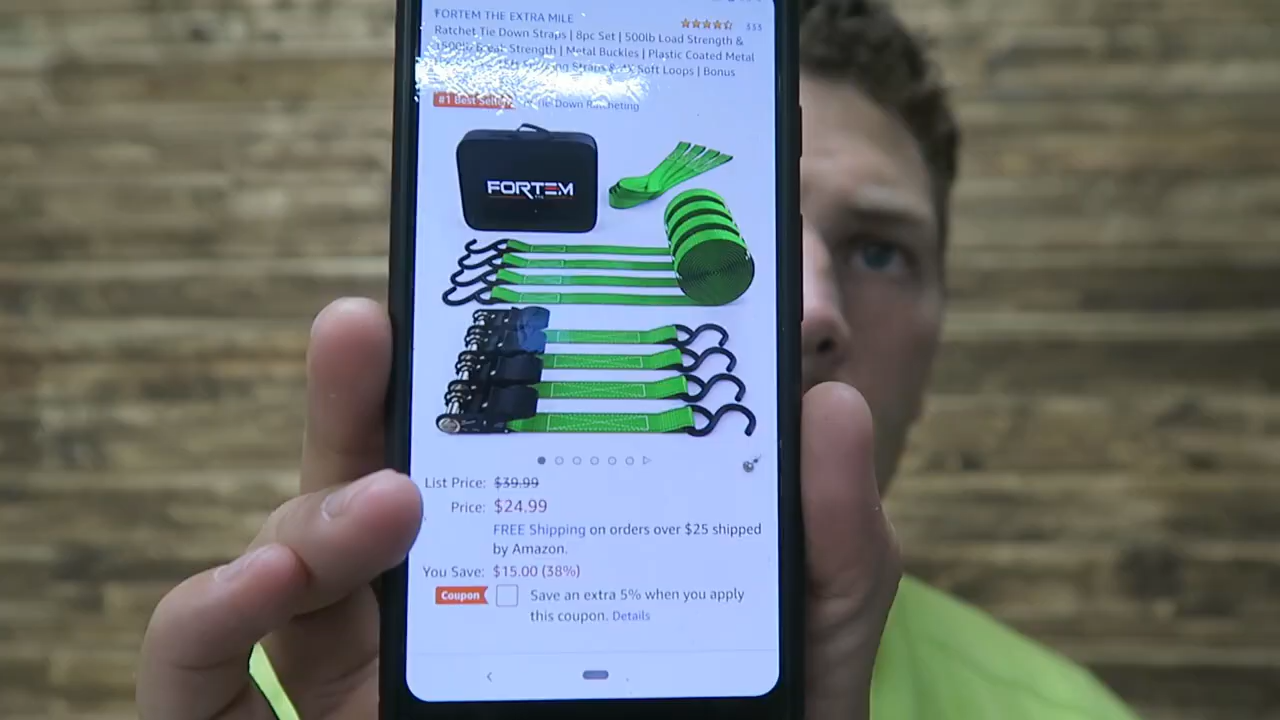 FORTEM THE EXTRA MILE
333
Ratchet Tie Down Straps | 8pc Set | 500lb Load Strength &
Strength | Metal Buckles | Plastic Coated Metal
Straps & 4X Soft Loops | Bonus
#1 Best Seller Tie Down Ratcheting
FORTEM
List Price: $39.99
Price: $24.99
FREE Shipping on orders over $25 shipped
by Amazon.
You Save: $15.00 (38%)
Coupon Save an extra 5% when you apply
this coupon. Details